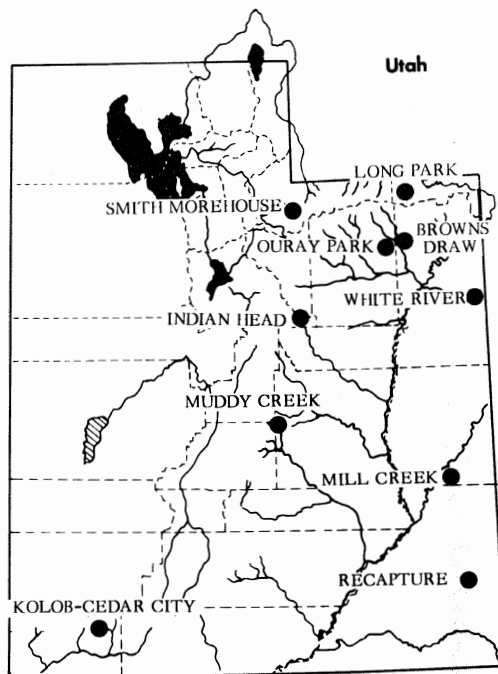 Utah
LONG PARK
SMITH MOREHOUSE
BROWNS
DRAW
OURAY PARK
WHITE RIVER
INDIAN HEAD
MUDDY CREEK
MILL CREEK
RECAPTURE
KOLOB-CEDAR CITY